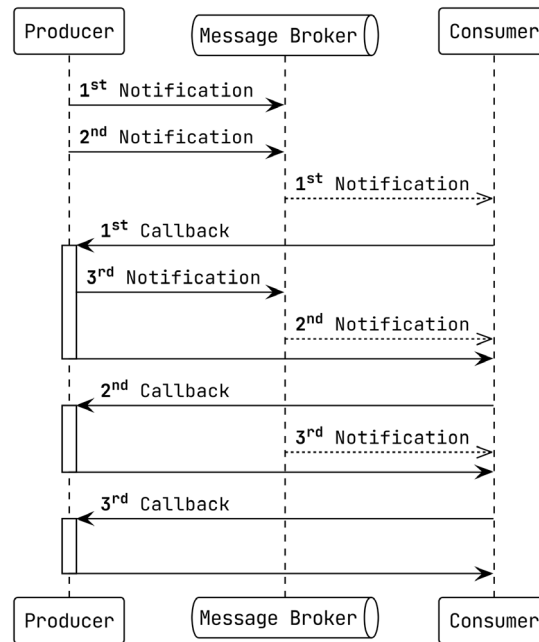 Producer
Message Broker
Consumer
1st Notification
2nd Notification
1st Notification
1st Callback
3rd Notification
2nd Notification
2nd Callback
3rd Notification
3rd Callback
Producer
Message Broker
Consumer